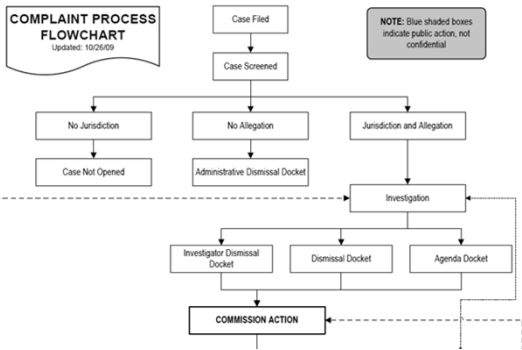 COMPLAINT PROCESS
FLOWCHART
Updated: 10/26/09
Case Filed
NOTE: Blue shaded boxes
indicate public action, not
confidential
Case Screened
No Jurisdiction
No Allegation
Jurisdiction and Allegation
Case Not Opened
Administrative Dismissal Docket
Investigation
Investigator Dismissal
Docket
Dismissal Docket
Agenda Docket
COMMISSION ACTION